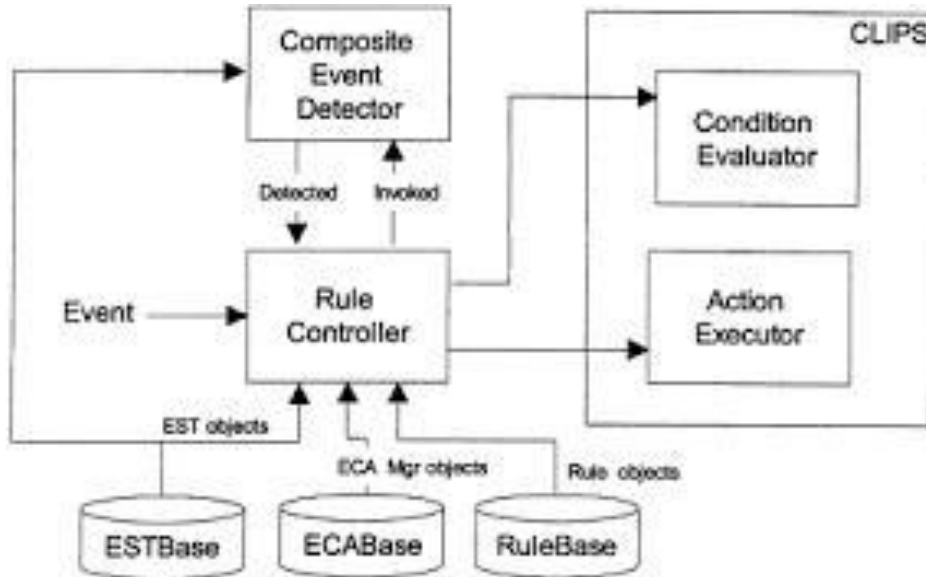 Composite
Event
Detector
CLIPS
Condition
Evaluator
Detected Invoked
Event
Rule
Controller
Action
Executor
EST objects
ECA Mgr objects
Rule objects
ESTBase
ECABase
RuleBase